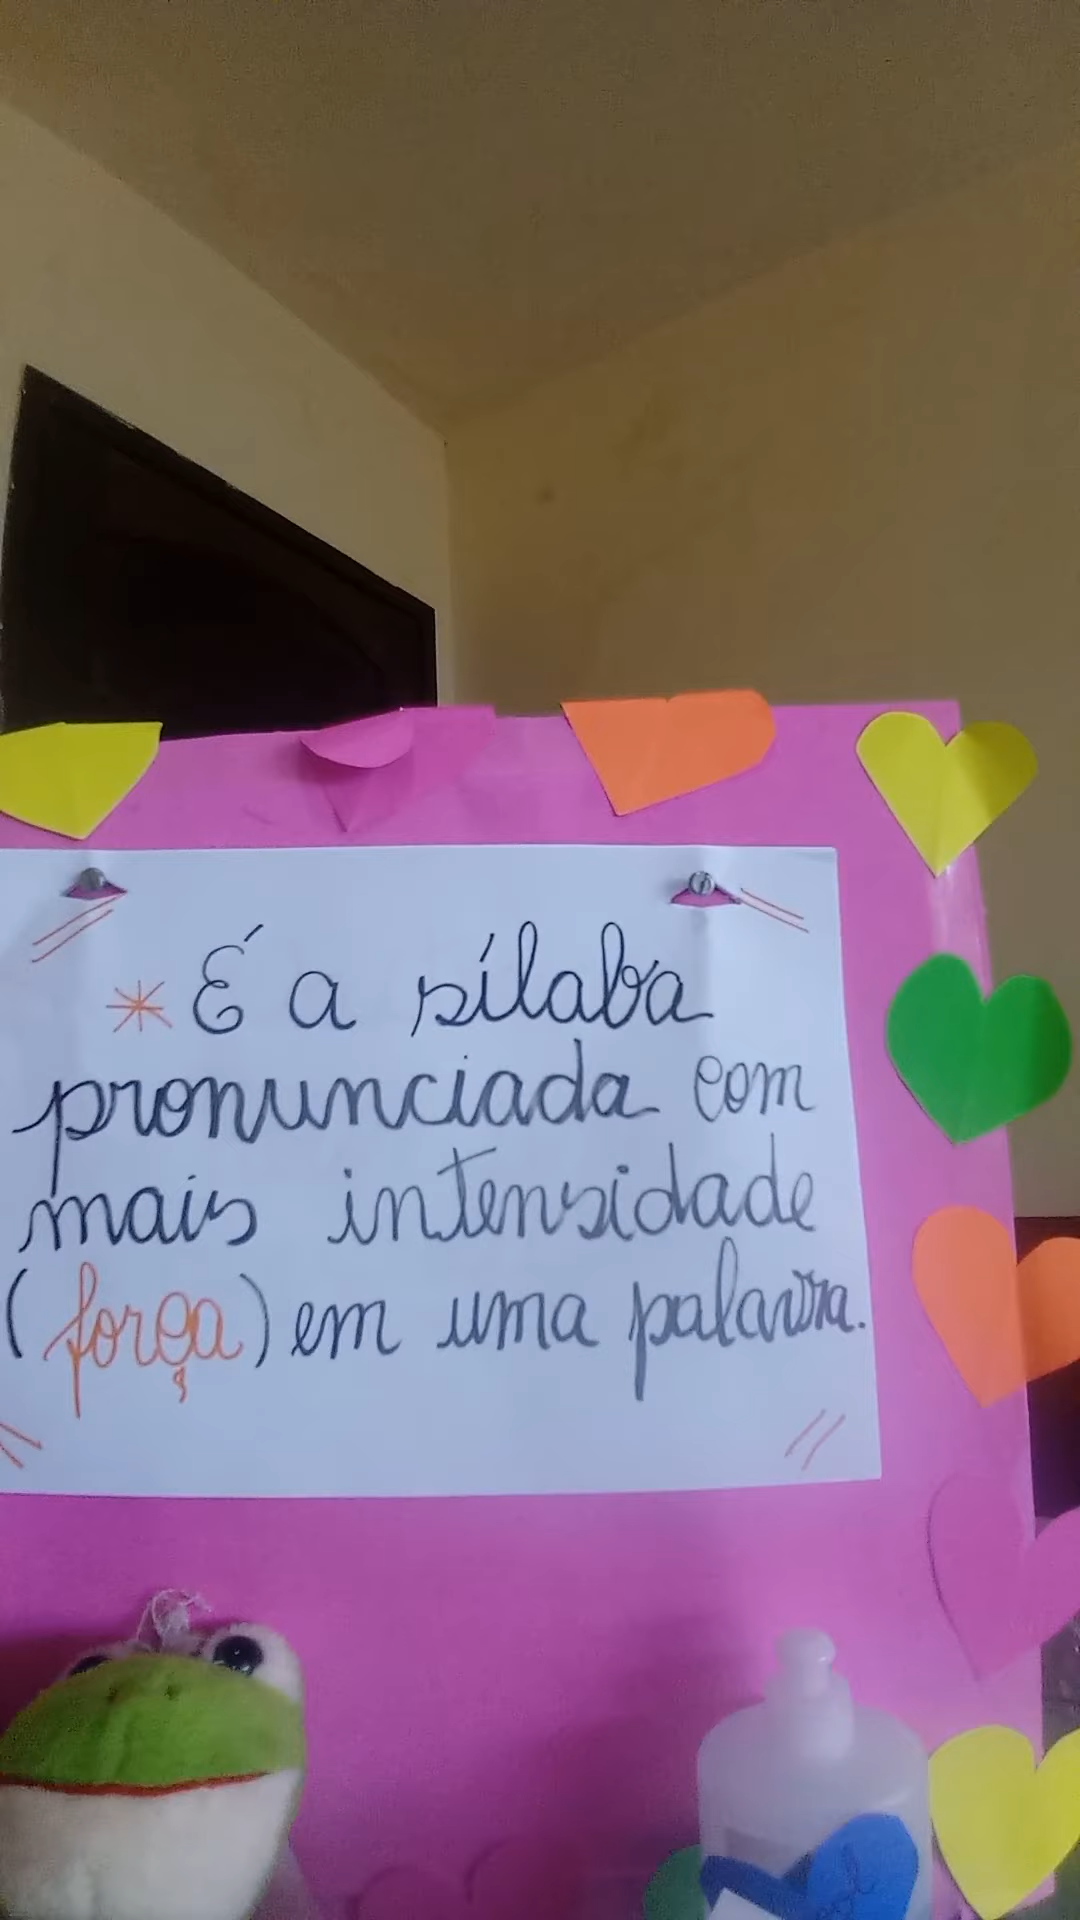 * É a sílaba
pronunciada com
mais intensidade
(força) em uma palavra.